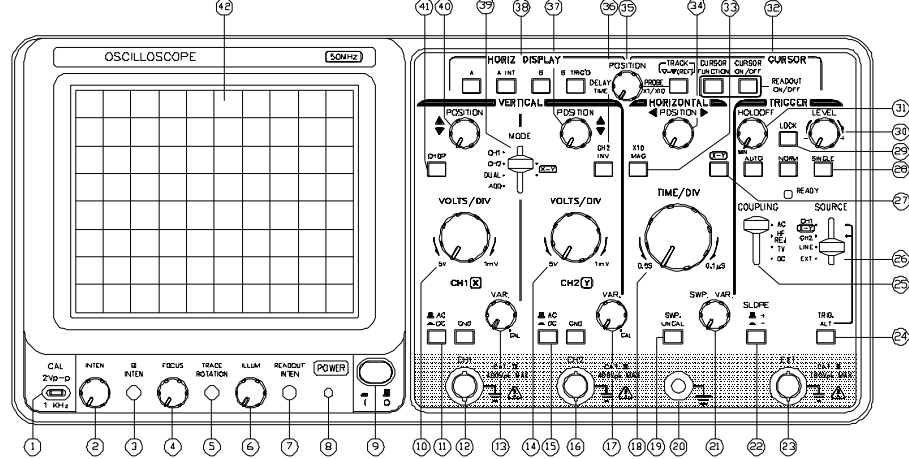 42 41 40 39 38 37 36 35 34 33 32
OSCILLOSCOPE 50MHz
HORIZ DISPLAY CURSOR
A A INT B B TRIG'D
DELAY TIME
POSITION
PROBE X1/X10
TRACK
▽-▼(REF)
CURSOR FUNCTION
CURSOR ON/OFF
READOUT ON/OFF
VERTICAL HORIZONTAL TRIGGER
POSITION POSITION ◀ POSITION ▶
MODE
HOLDOFF LOCK LEVEL
MIN - +
31
30
29
28
CHOP
CH1
CH2
DUAL
ADD
X-Y
CH2 INV
X10 MAG
X-Y
AUTO NORM SINGLE
READY
27
VOLTS/DIV VOLTS/DIV TIME/DIV
5V 1mV 5V 1mV 0.5S 0.1µS
COUPLING SOURCE
AC
HF REJ
TV
DC
CH1
X-Y
CH2
LINE
EXT
26
25
CH1 X CH2 Y
VAR. VAR. SWP. VAR.
CAL CAL
AC
DC
GND
AC
DC
GND
SWP. UNCAL
SLOPE
+
-
TRIG. ALT
24
CH1 CH2 EXT
CAL
2Vp-p
1 KHz
INTEN
B INTEN
FOCUS
TRACE ROTATION
ILLUM
READOUT INTEN
POWER
I O
1 2 3 4 5 6 7 8 9 10 11 12 13 14 15 16 17 18 19 20 21 22 23